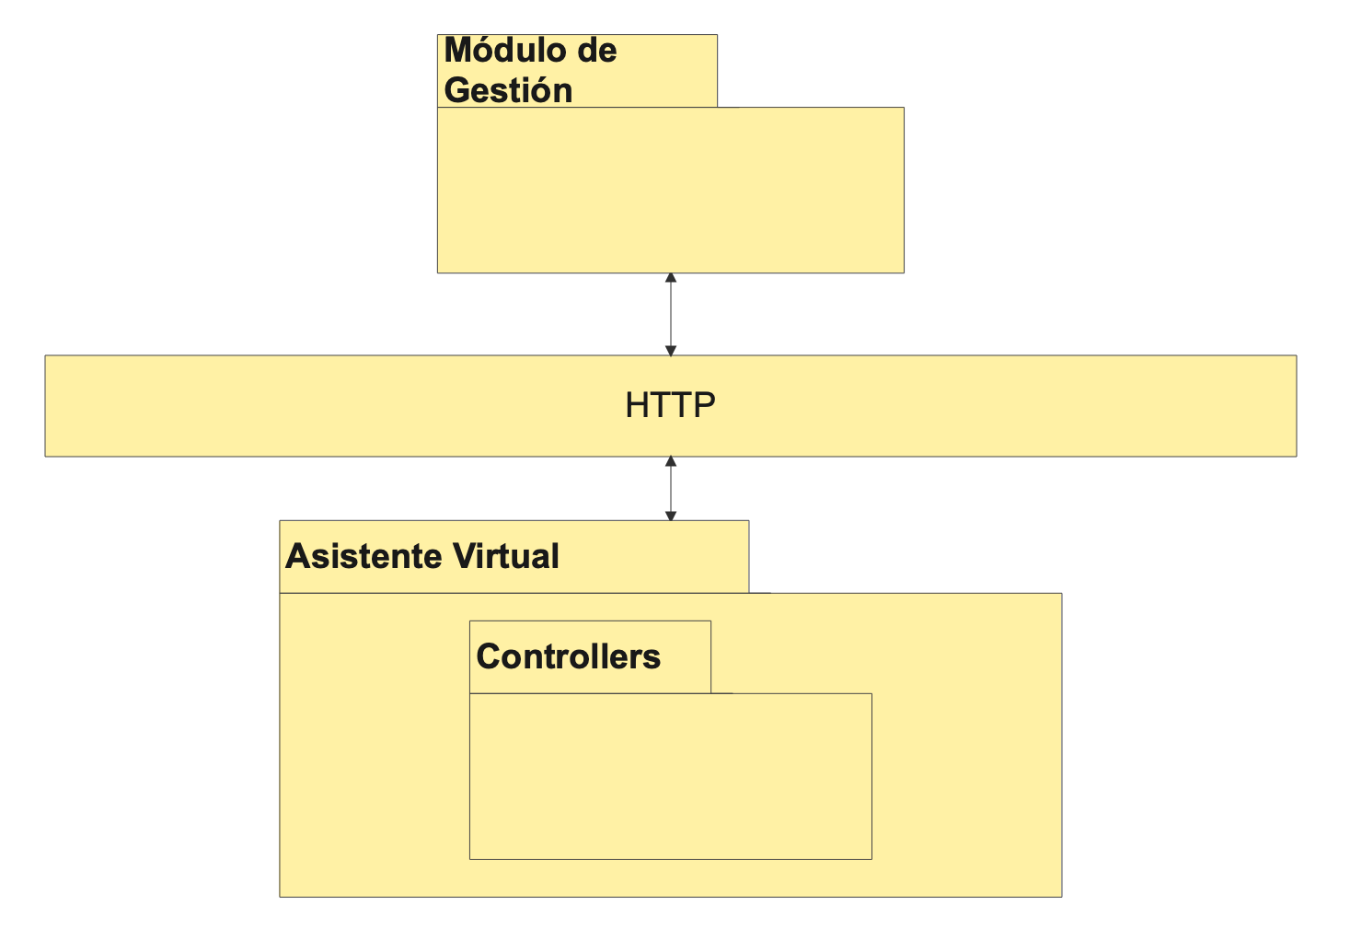 Módulo de
Gestión
HTTP
Asistente Virtual
Controllers